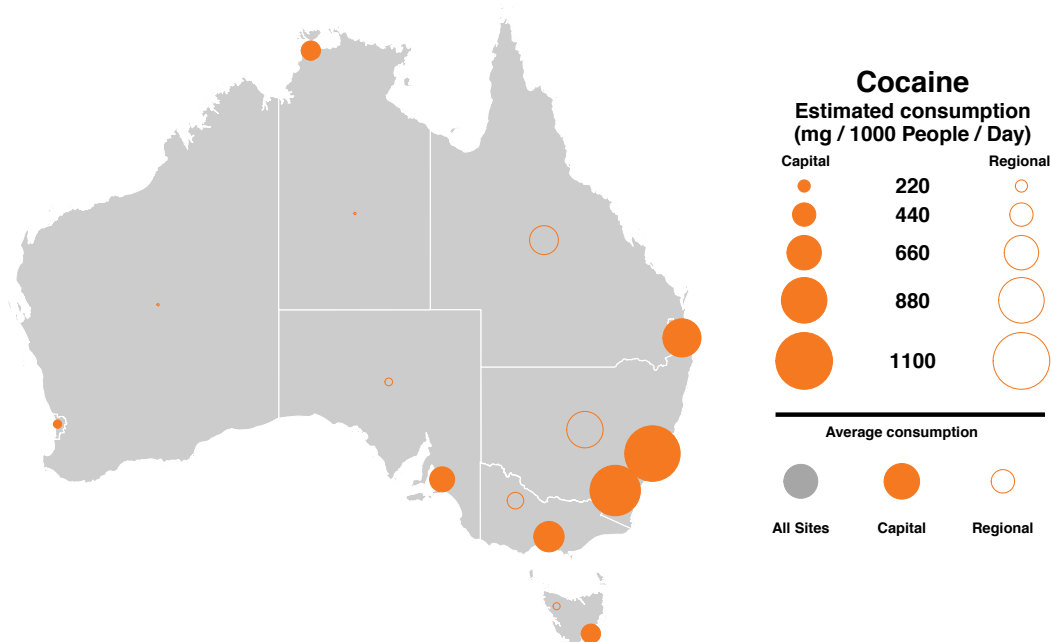 Cocaine
Estimated consumption
(mg / 1000 People / Day)
Capital
Regional
220
440
660
880
1100
Average consumption
All Sites
Capital
Regional